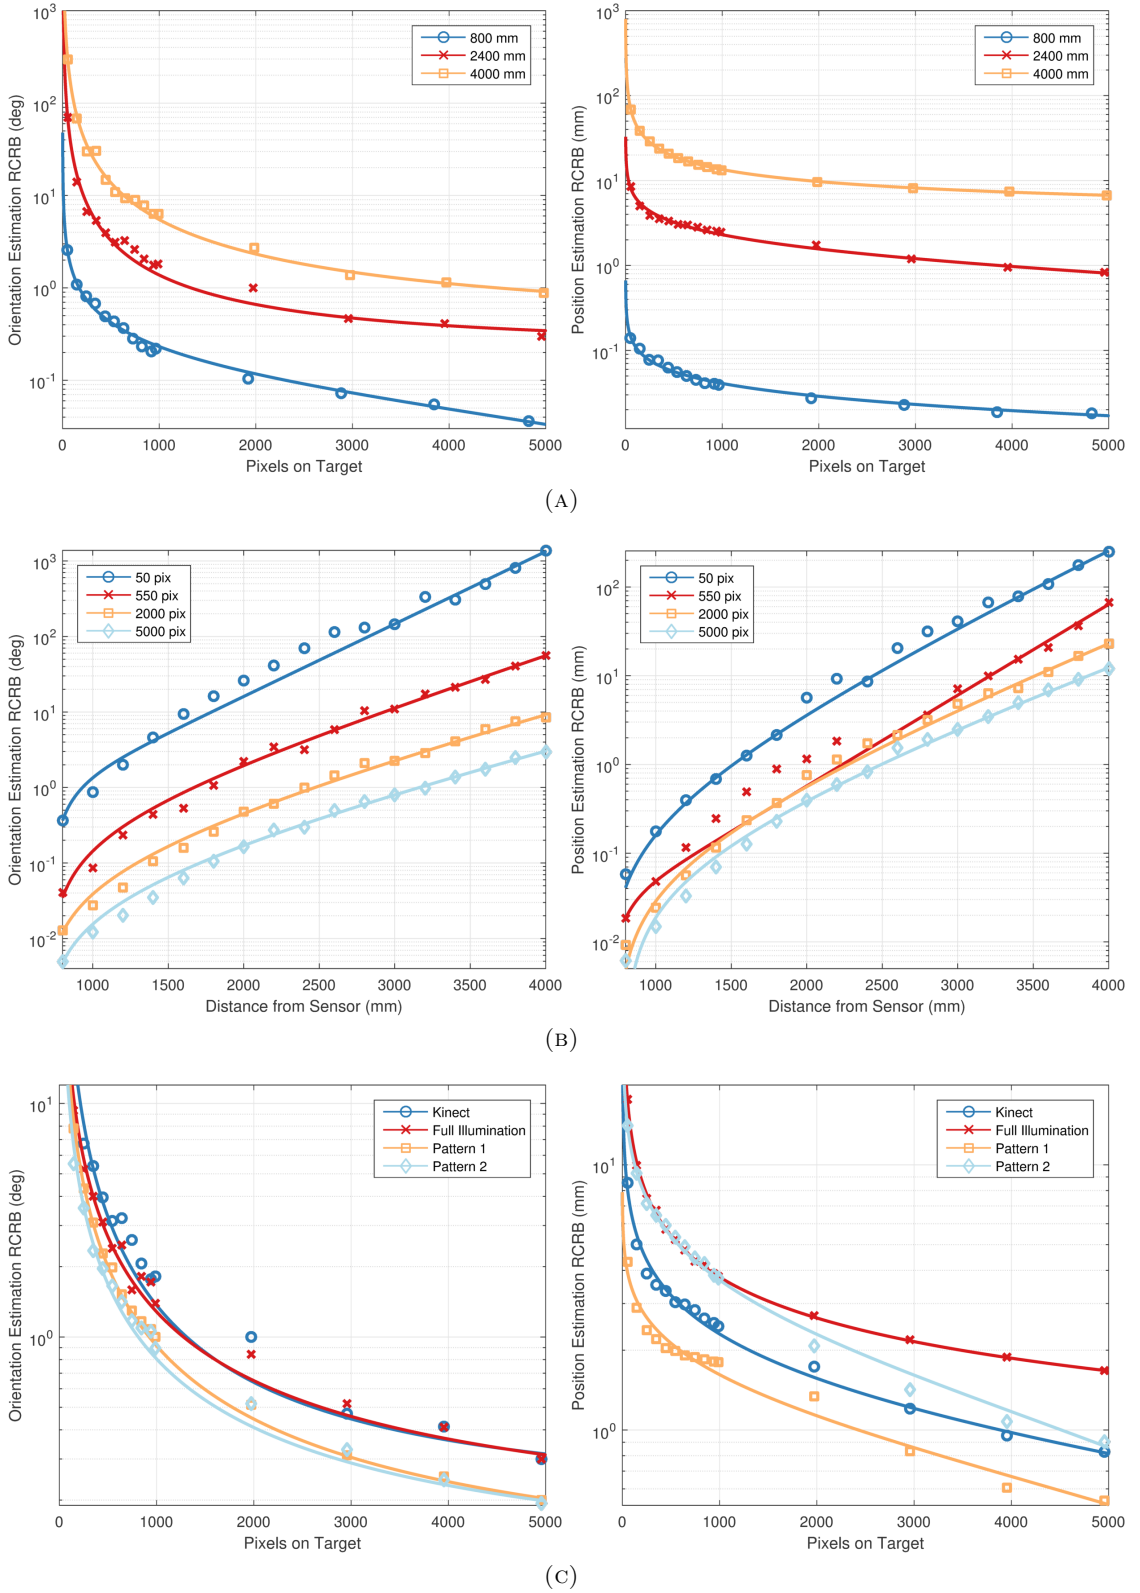 Orientation Estimation RCRB (deg)
10^3
10^2
10^1
10^0
10^-1
0 1000 2000 3000 4000 5000
Pixels on Target
800 mm
2400 mm
4000 mm
Position Estimation RCRB (mm)
10^3
10^2
10^1
10^0
10^-1
0 1000 2000 3000 4000 5000
Pixels on Target
800 mm
2400 mm
4000 mm
(A)
Orientation Estimation RCRB (deg)
10^3
10^2
10^1
10^0
10^-1
10^-2
1000 1500 2000 2500 3000 3500 4000
Distance from Sensor (mm)
50 pix
550 pix
2000 pix
5000 pix
Position Estimation RCRB (mm)
10^2
10^1
10^0
10^-1
10^-2
1000 1500 2000 2500 3000 3500 4000
Distance from Sensor (mm)
50 pix
550 pix
2000 pix
5000 pix
(B)
Orientation Estimation RCRB (deg)
10^1
10^0
0 1000 2000 3000 4000 5000
Pixels on Target
Kinect
Full Illumination
Pattern 1
Pattern 2
Position Estimation RCRB (mm)
10^1
10^0
0 1000 2000 3000 4000 5000
Pixels on Target
Kinect
Full Illumination
Pattern 1
Pattern 2
(C)